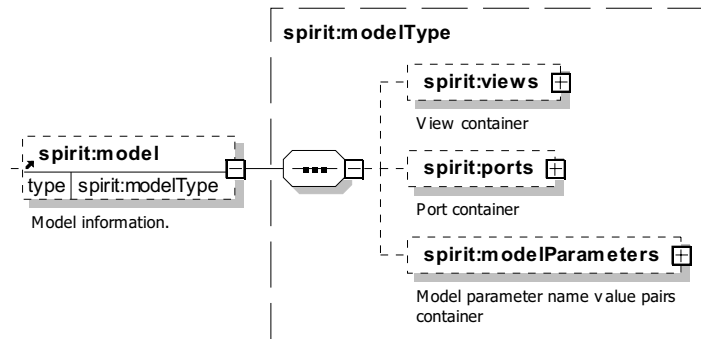 spirit:modelType
spirit:views
View container
spirit:model
type spirit:modelType
Model information.
spirit:ports
Port container
spirit:modelParameters
Model parameter name value pairs
container